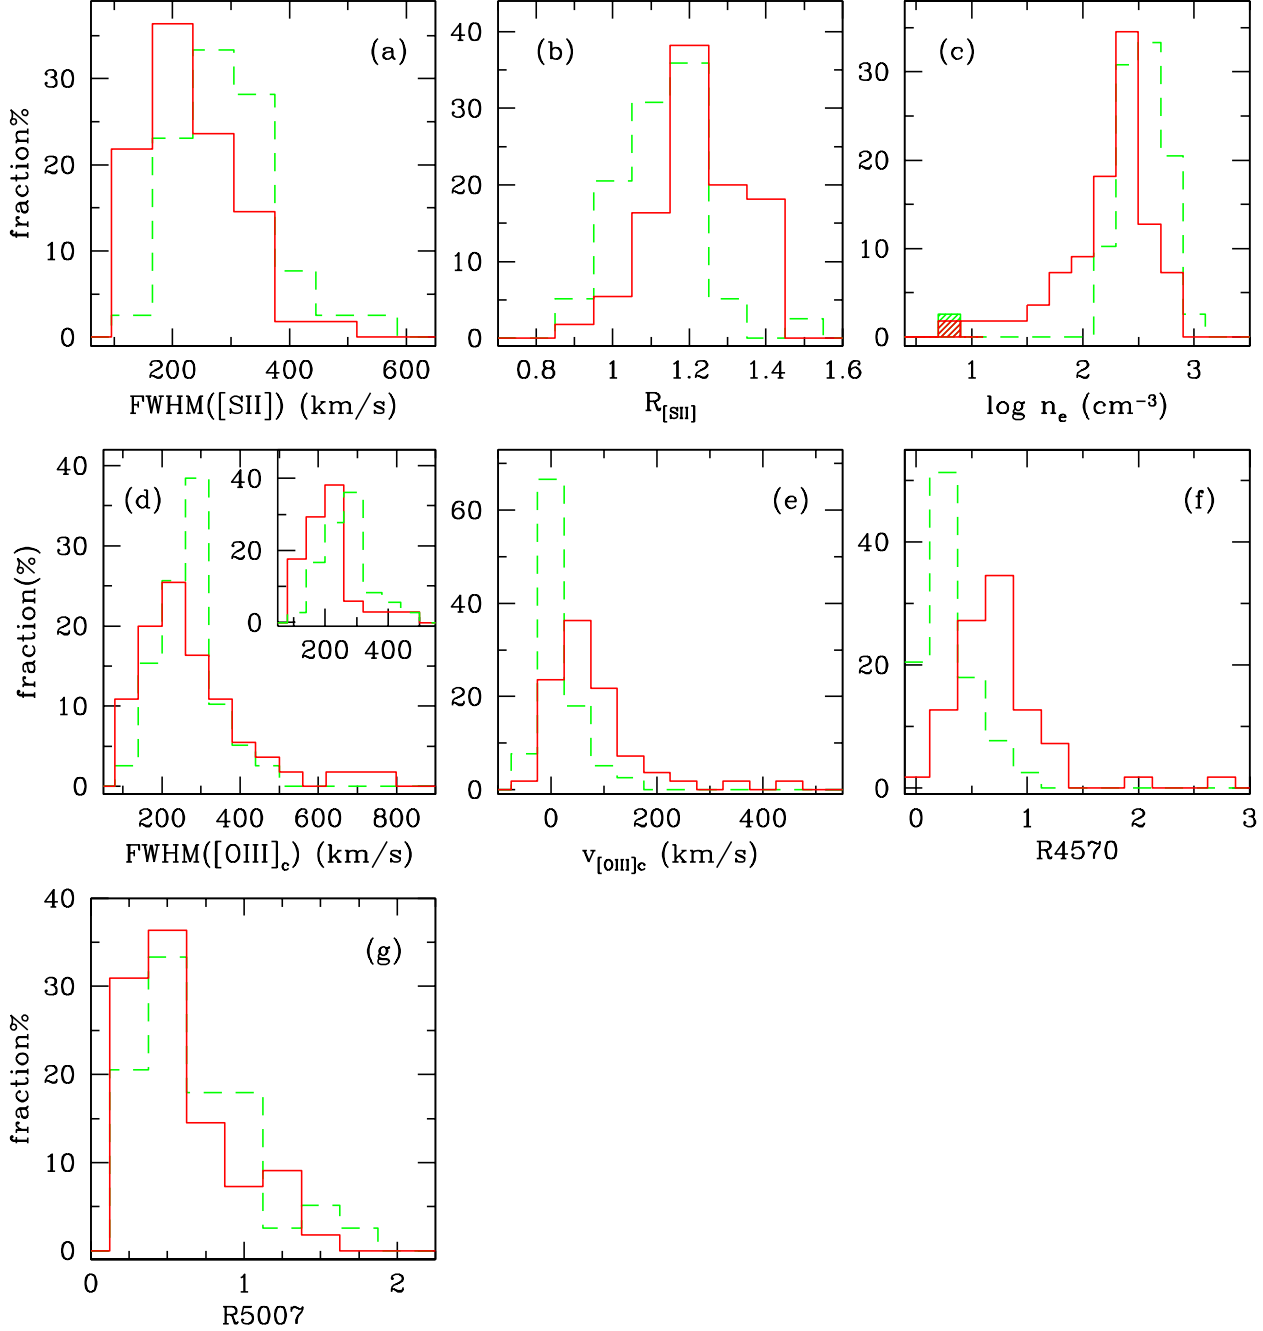 (a)
30
20
10
0
fraction%
200 400 600
FWHM([SII]) (km/s)
(b)
40
30
20
10
0
0.8 1 1.2 1.4 1.6
R[SII]
(c)
30
20
10
0
1 2 3
log ne (cm−3)
(d)
40
30
20
10
0
fraction(%)
40
20
0
200 400
200 400 600 800
FWHM([OIII]c) (km/s)
(e)
60
40
20
0
0 200 400
v[OIII]c (km/s)
(f)
40
20
0
0 1 2 3
R4570
(g)
40
30
20
10
0
fraction%
0 1 2
R5007